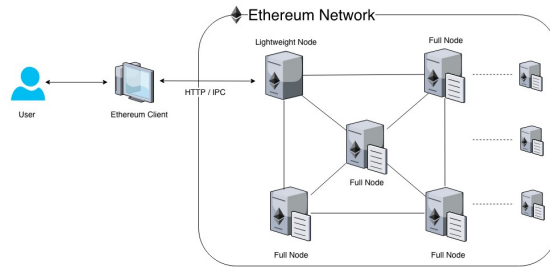 Ethereum Network
Lightweight Node
Full Node
HTTP / IPC
User
Ethereum Client
Full Node
Full Node
Full Node